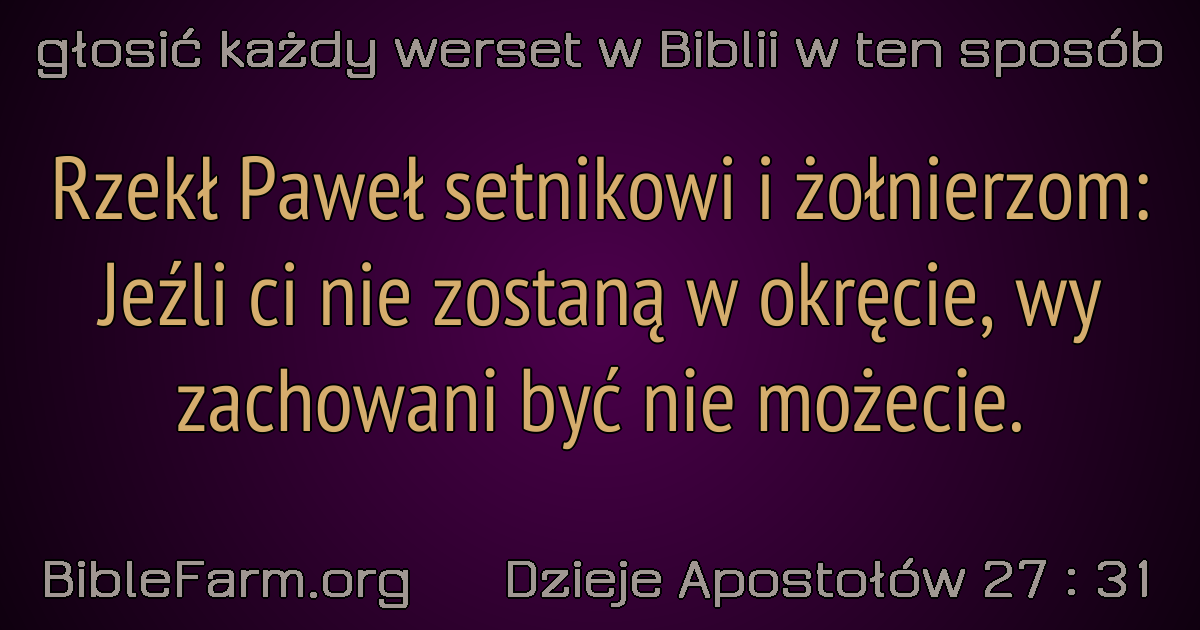 głosić każdy werset w Biblii w ten sposób
Rzekł Paweł setnikowi i żołnierzom:
Jeźli ci nie zostaną w okręcie, wy
zachowani być nie możecie.
BibleFarm.org
Dzieje Apostołów 27 : 31